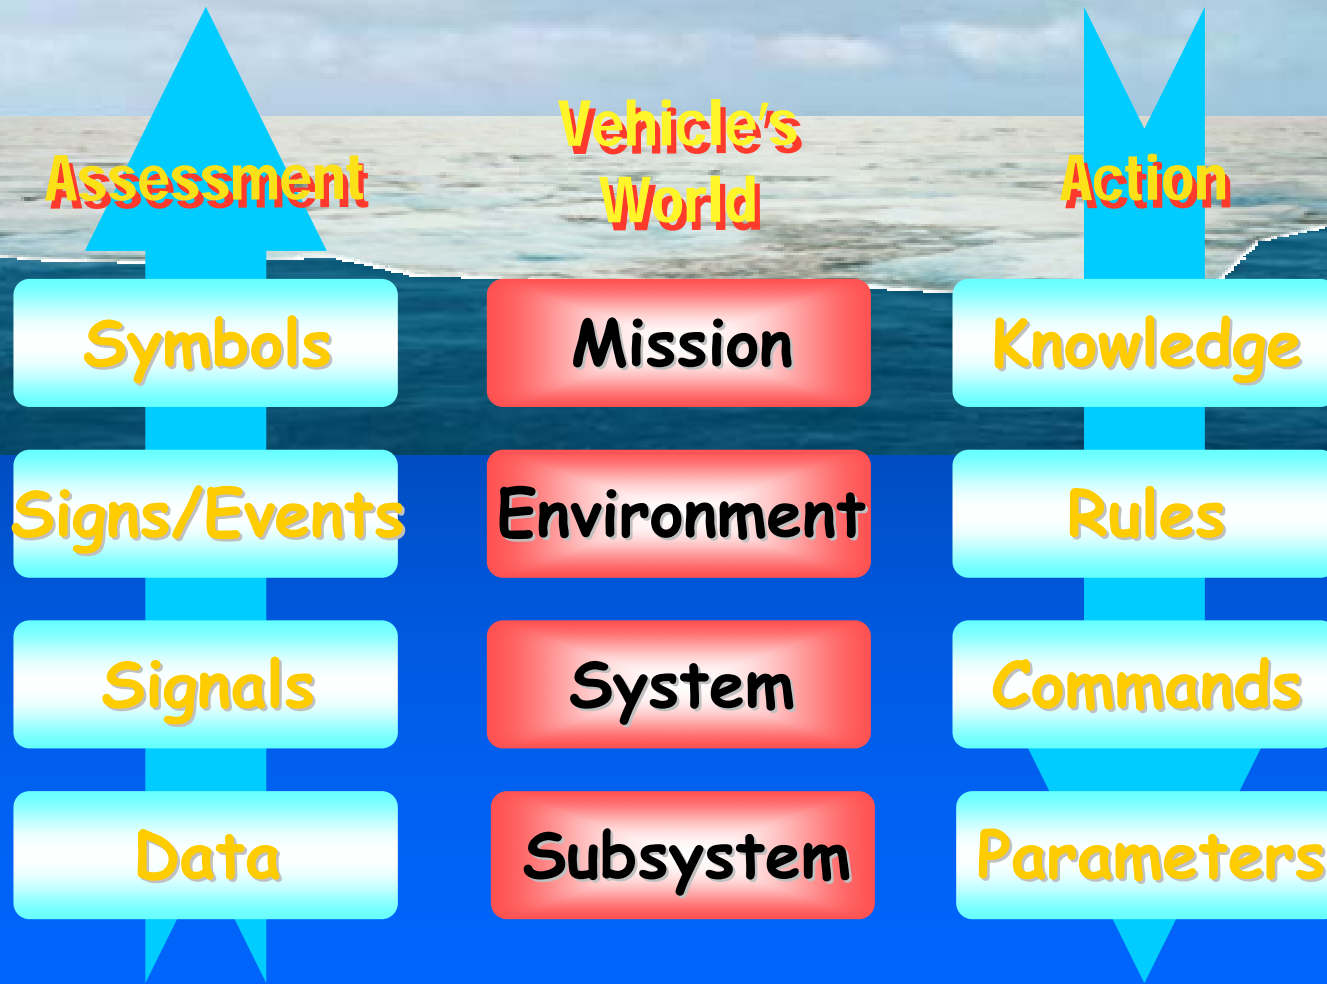 Assessment
Vehicle's
World
Action
Symbols
Mission
Knowledge
Signs/Events
Environment
Rules
Signals
System
Commands
Data
Subsystem
Parameters